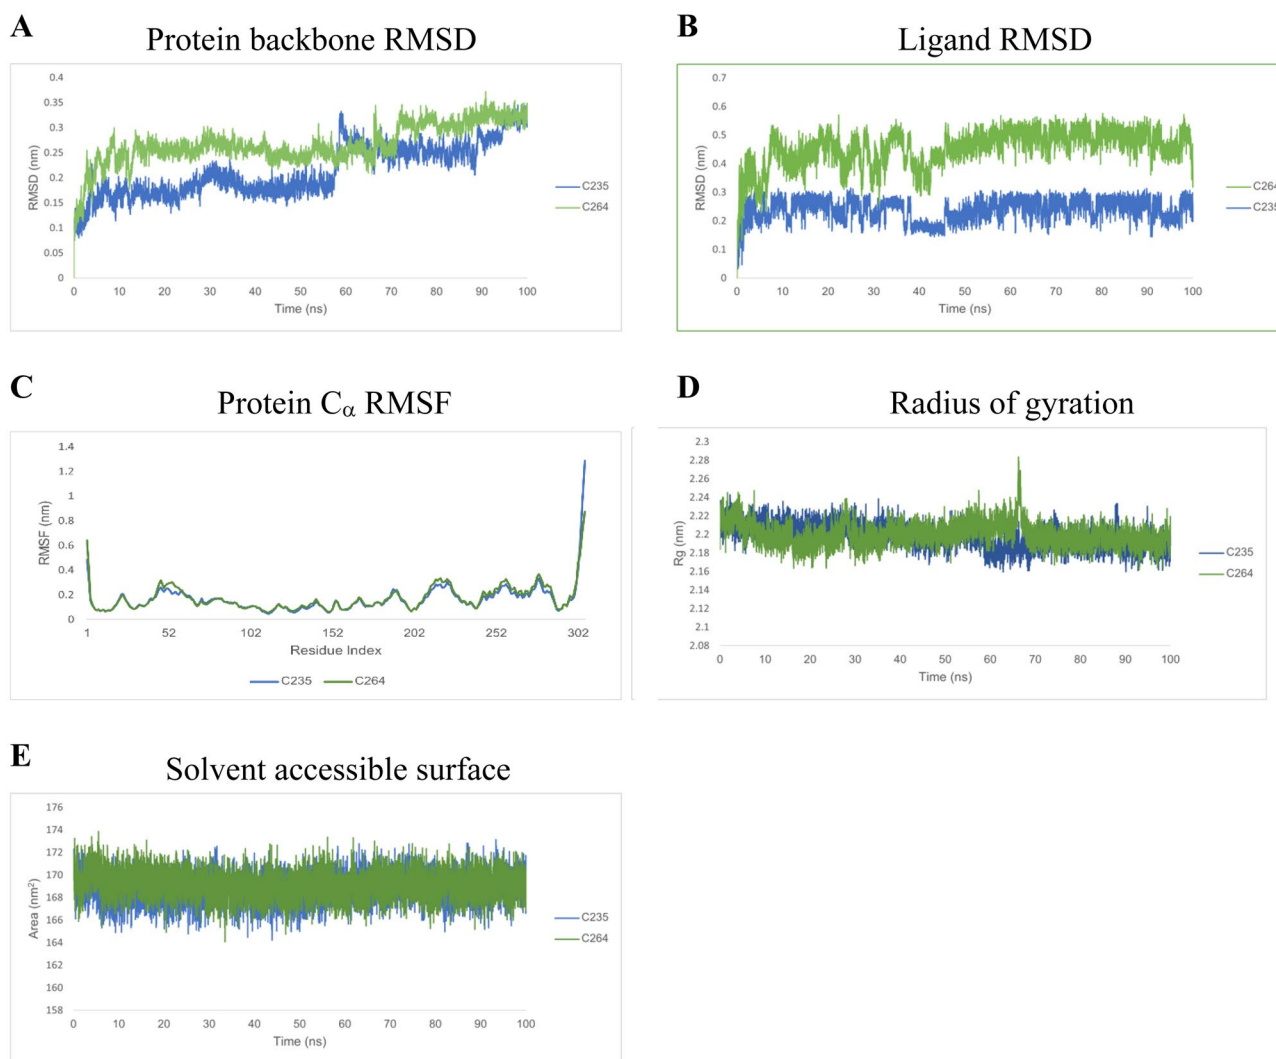 A
Protein backbone RMSD
0.4
0.35
0.3
0.25
0.2
0.15
0.1
0.05
0
RMSD (nm)
0 10 20 30 40 50 60 70 80 90 100
Time (ns)
C235
C264
B
Ligand RMSD
0.7
0.6
0.5
0.4
0.3
0.2
0.1
0
RMSD (nm)
0 10 20 30 40 50 60 70 80 90 100
Time (ns)
C264
C235
C
Protein Cα RMSF
1.4
1.2
1
0.8
0.6
0.4
0.2
0
RMSF (nm)
1 52 102 152 202 252 302
Residue Index
C235 C264
D
Radius of gyration
2.3
2.28
2.26
2.24
2.22
2.2
2.18
2.16
2.14
2.12
2.1
2.08
Rg (nm)
0 10 20 30 40 50 60 70 80 90 100
Time (ns)
C235
C264
E
Solvent accessible surface
176
174
172
170
168
166
164
162
160
158
Area (nm²)
0 10 20 30 40 50 60 70 80 90 100
Time (ns)
C235
C264